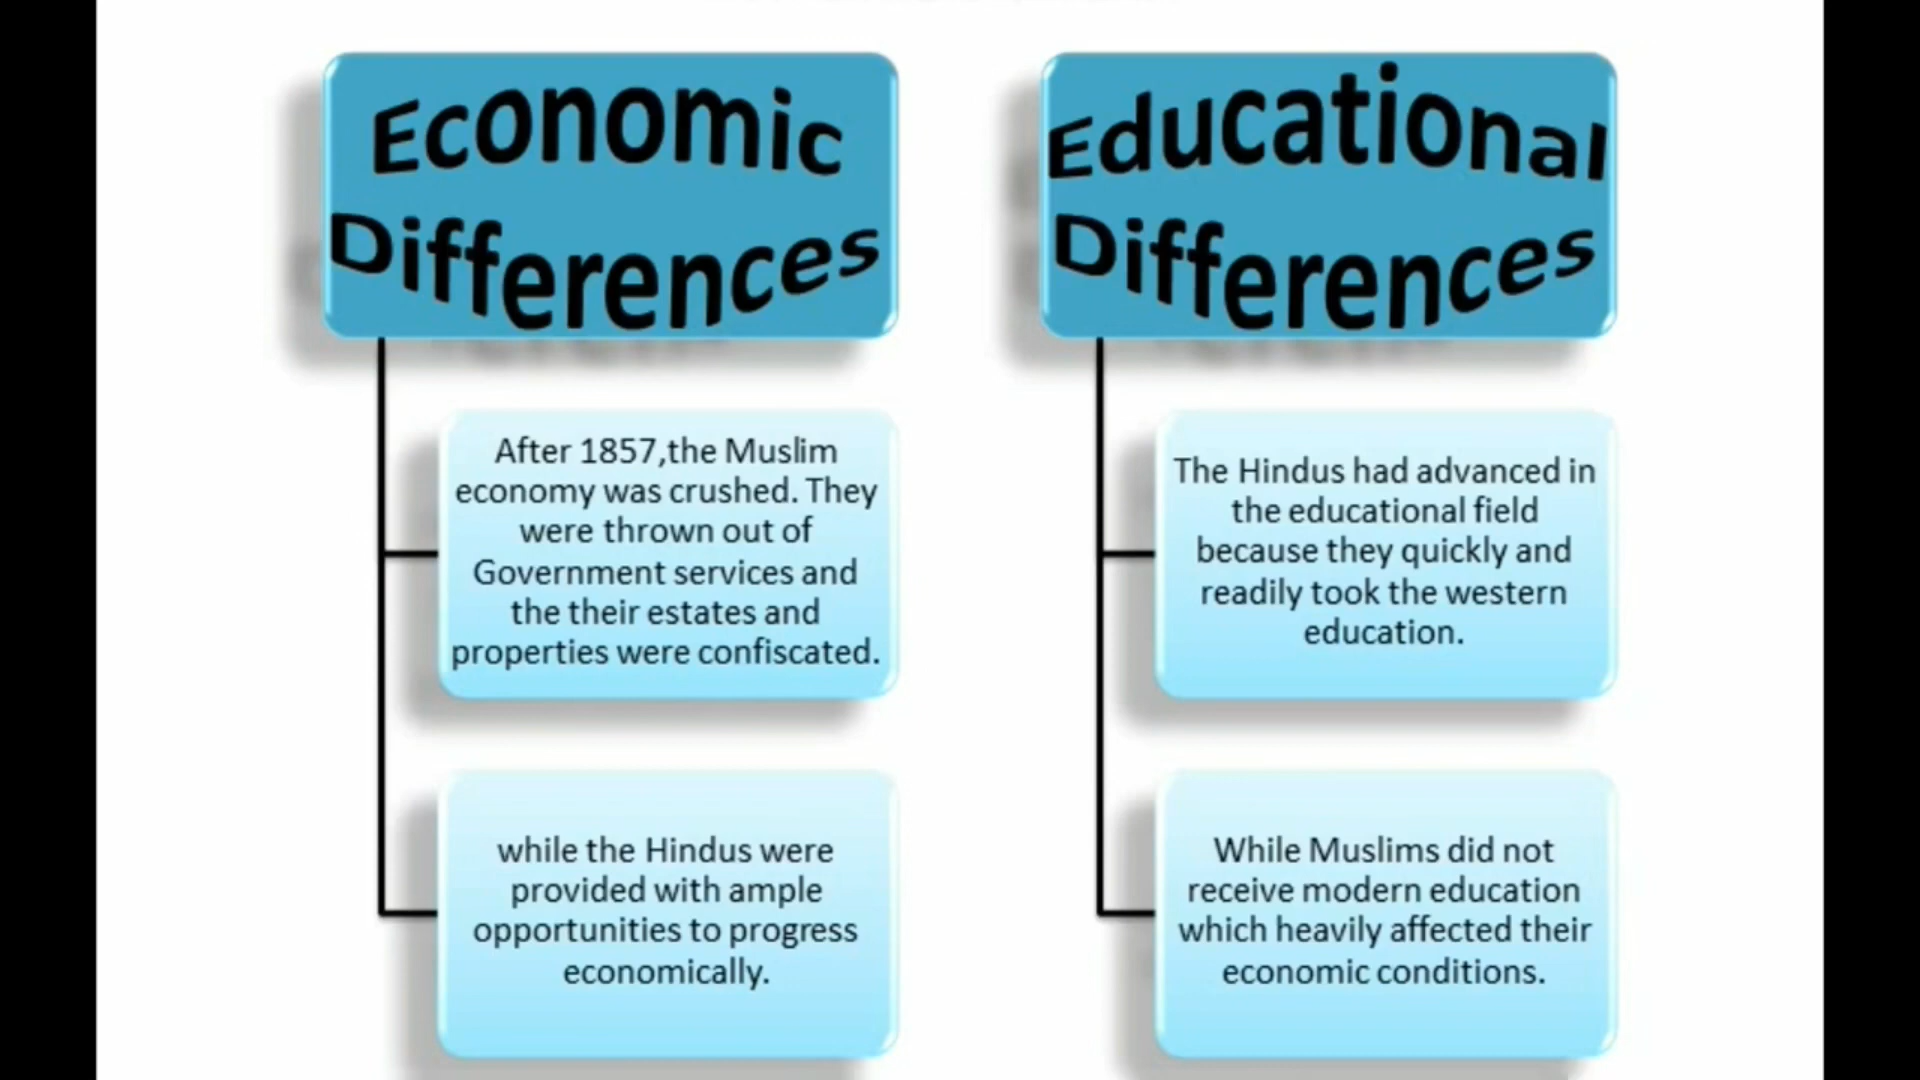 Economic
Differences
After 1857,the Muslim
economy was crushed. They
were thrown out of
Government services and
the their estates and
properties were confiscated.
while the Hindus were
provided with ample
opportunities to progress
economically.
Educational
Differences
The Hindus had advanced in
the educational field
because they quickly and
readily took the western
education.
While Muslims did not
receive modern education
which heavily affected their
economic conditions.